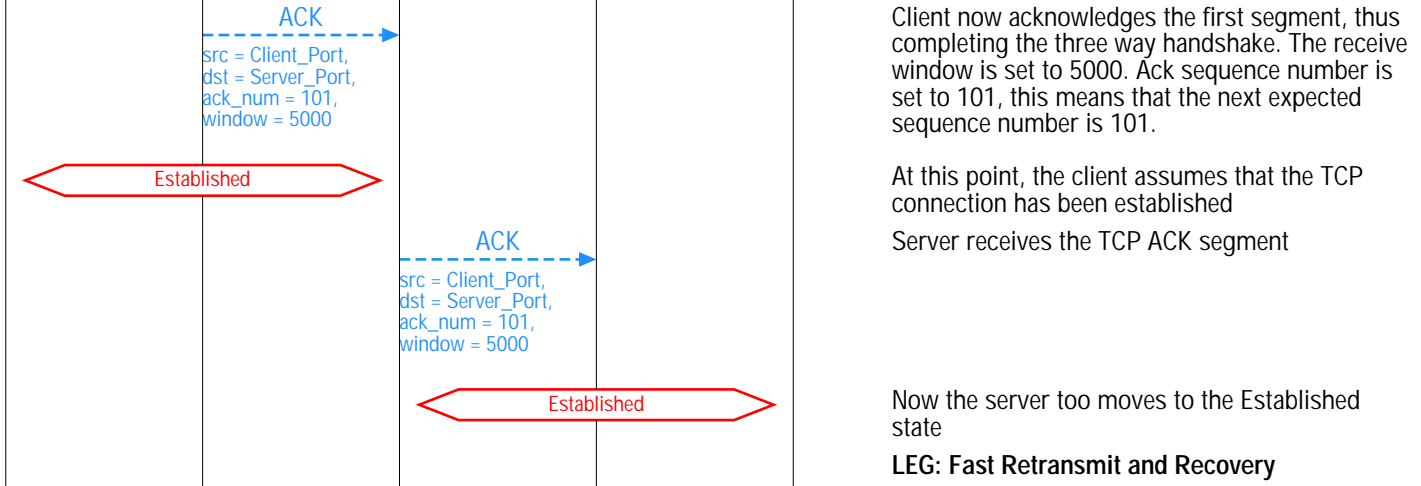 ACK
src = Client_Port,
dst = Server_Port,
ack_num = 101,
window = 5000
Client now acknowledges the first segment, thus
completing the three way handshake. The receive
window is set to 5000. Ack sequence number is
set to 101, this means that the next expected
sequence number is 101.
Established
At this point, the client assumes that the TCP
connection has been established
ACK
src = Client_Port,
dst = Server_Port,
ack_num = 101,
window = 5000
Server receives the TCP ACK segment
Established
Now the server too moves to the Established
state
LEG: Fast Retransmit and Recovery